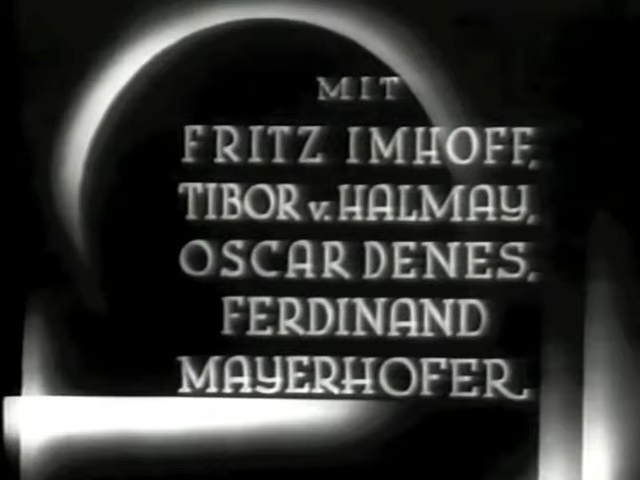 MIT
FRITZ IMHOFF,
TIBOR v. HALMAY,
OSCAR DENES,
FERDINAND
MAYERHOFER